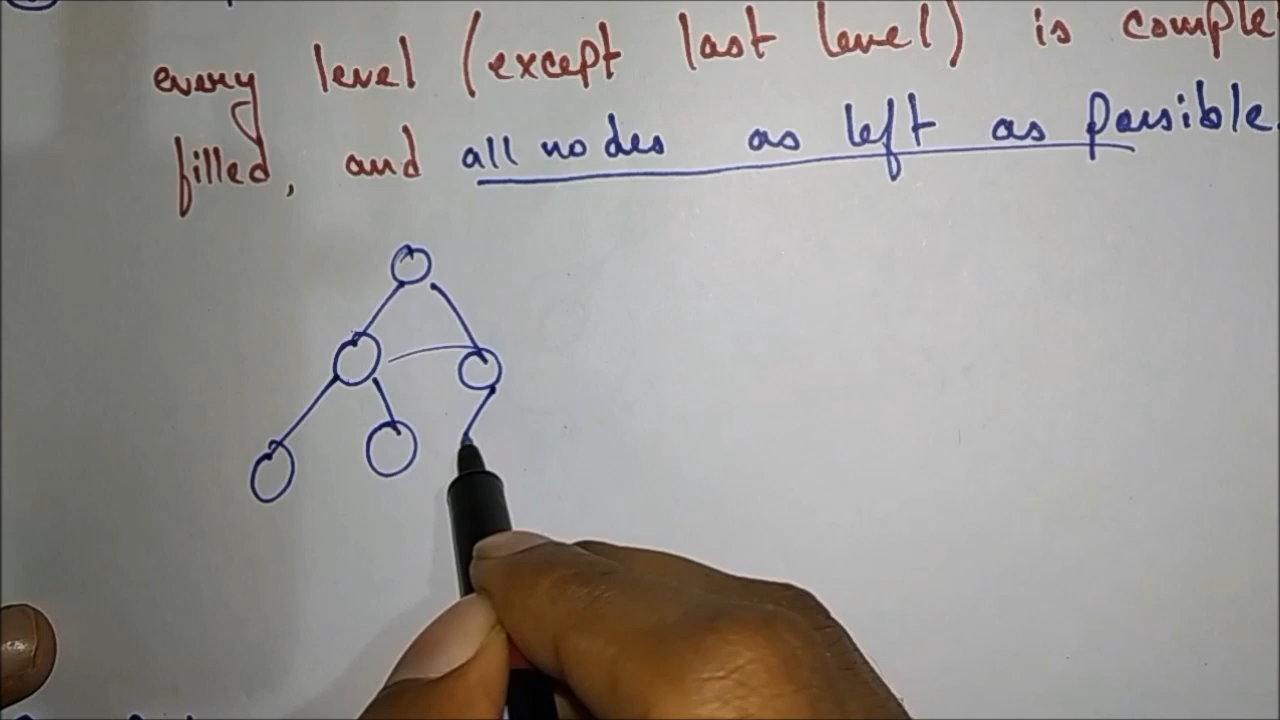 every level (except last level) is comple
filled, and all nodes as left as possible.